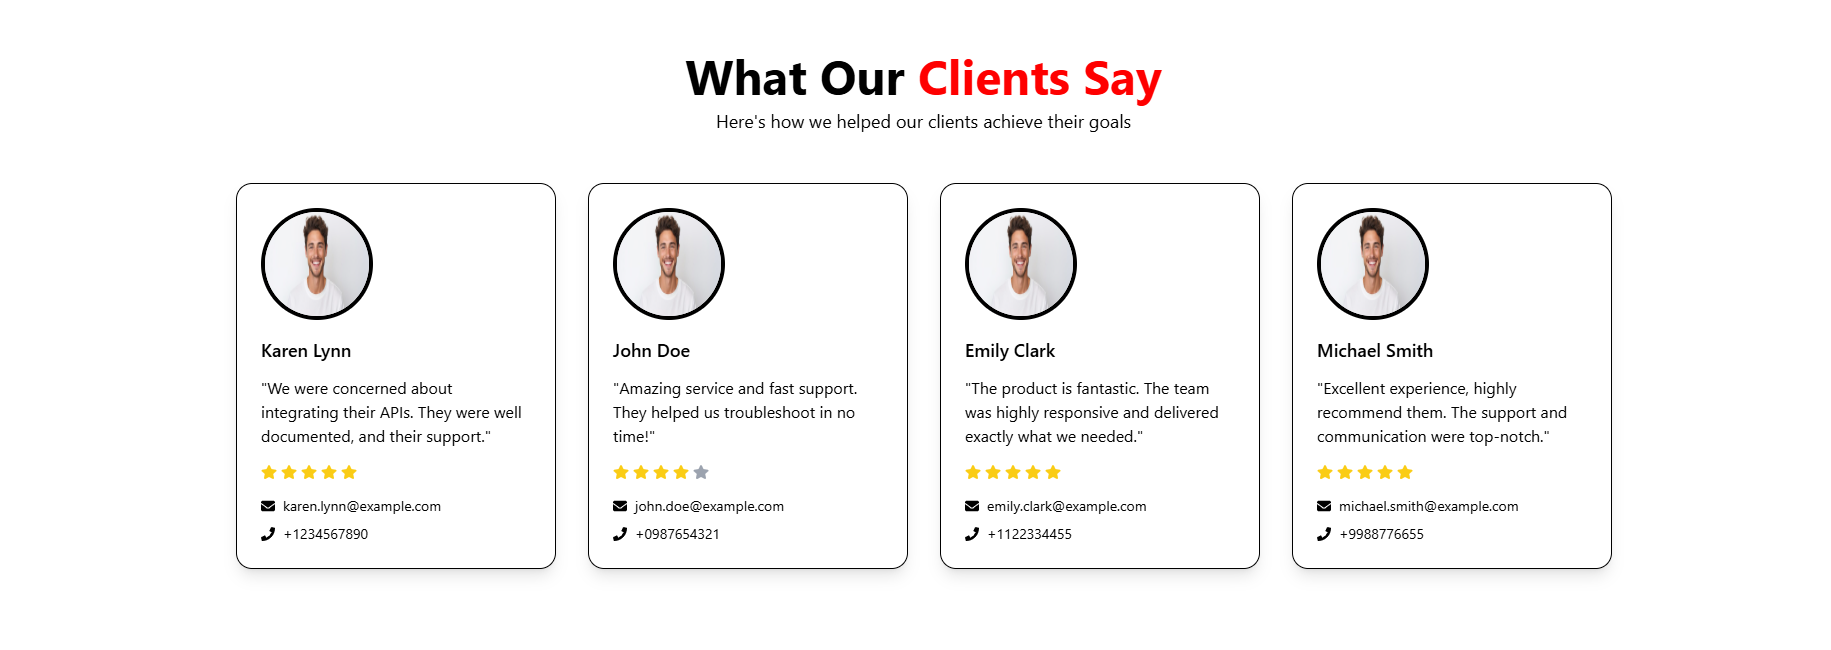 What Our Clients Say
Here's how we helped our clients achieve their goals
Karen Lynn
"We were concerned about
integrating their APIs. They were well
documented, and their support."
karen.lynn@example.com
+1234567890
John Doe
"Amazing service and fast support.
They helped us troubleshoot in no
time!"
john.doe@example.com
+0987654321
Emily Clark
"The product is fantastic. The team
was highly responsive and delivered
exactly what we needed."
emily.clark@example.com
+1122334455
Michael Smith
"Excellent experience, highly
recommend them. The support and
communication were top-notch."
michael.smith@example.com
+9988776655